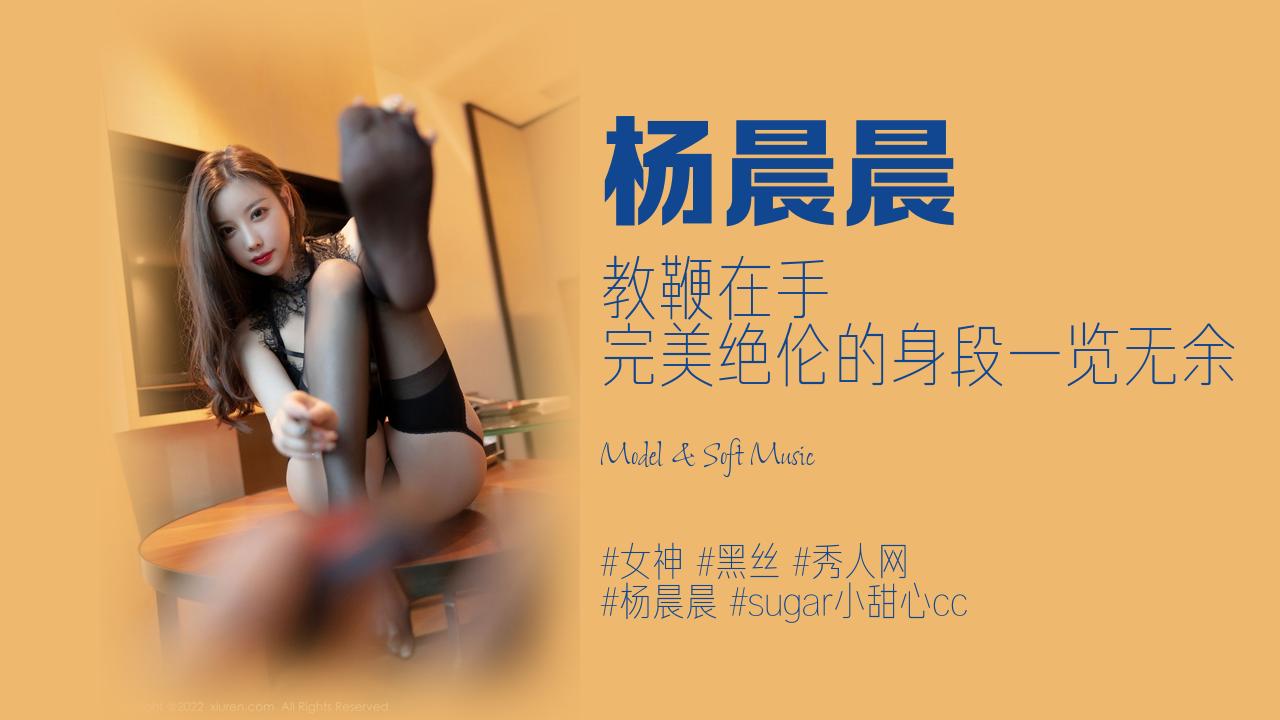 杨晨晨
教鞭在手
完美绝伦的身段一览无余
Model & Soft Music
#女神 #黑丝 #秀人网
#杨晨晨 #sugar小甜心cc
©2022 xiuren.com All Rights Reserved